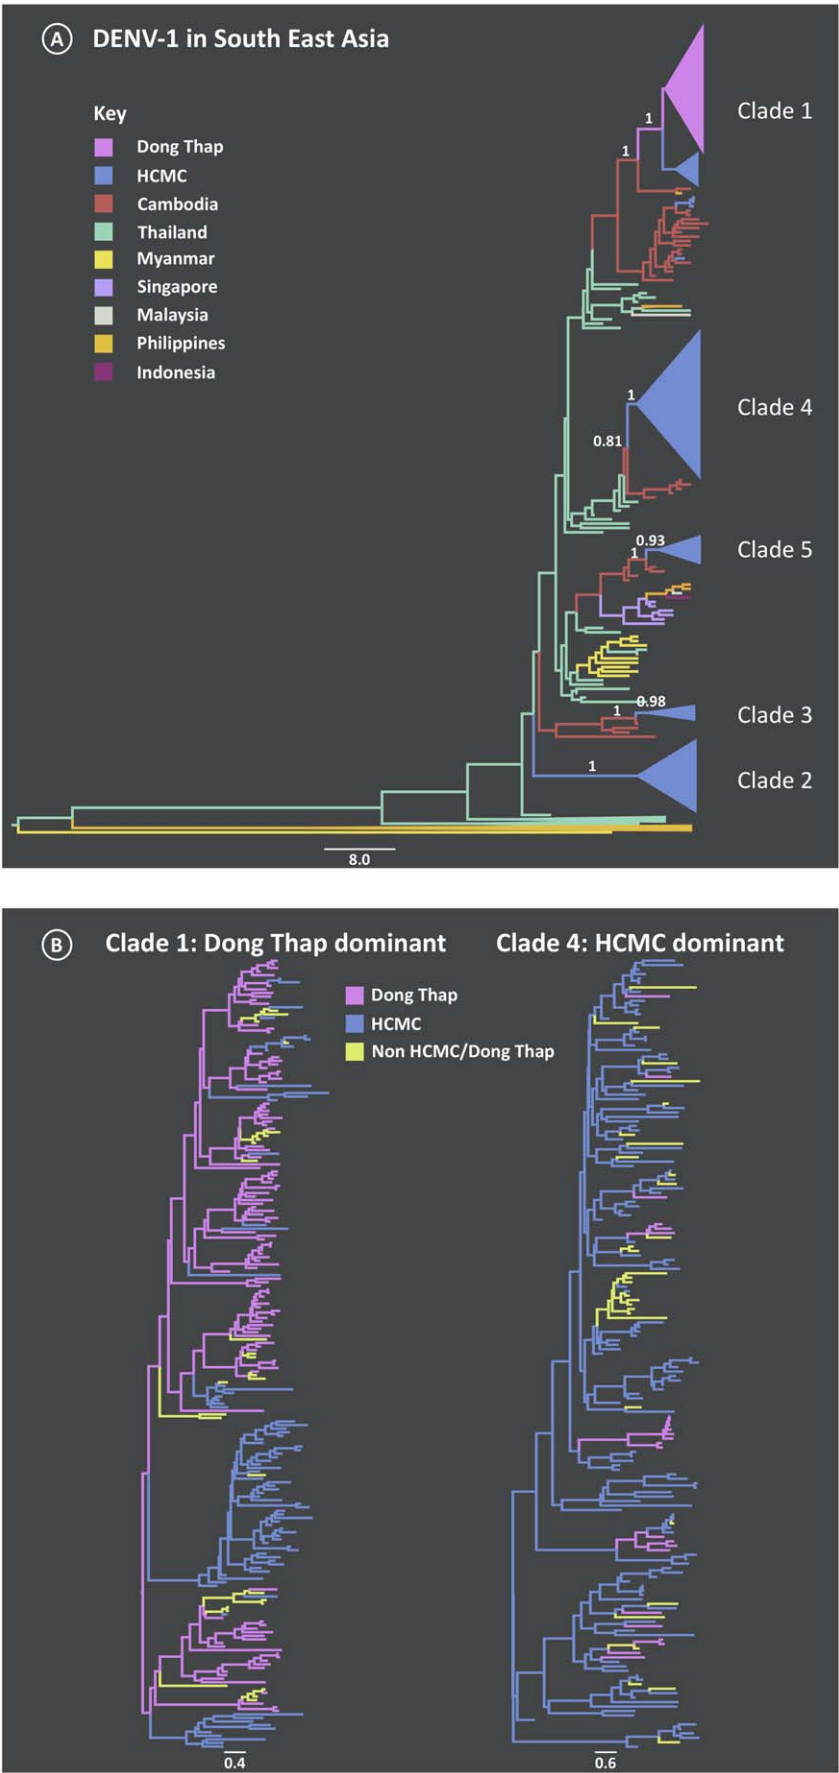 A DENV-1 in South East Asia
Key
Dong Thap
HCMC
Cambodia
Thailand
Myanmar
Singapore
Malaysia
Philippines
Indonesia
1
1
Clade 1
1
0.81
Clade 4
0.93
1
Clade 5
0.98
1
Clade 3
1
Clade 2
8.0
B Clade 1: Dong Thap dominant Clade 4: HCMC dominant
Dong Thap
HCMC
Non HCMC/Dong Thap
0.4 0.6